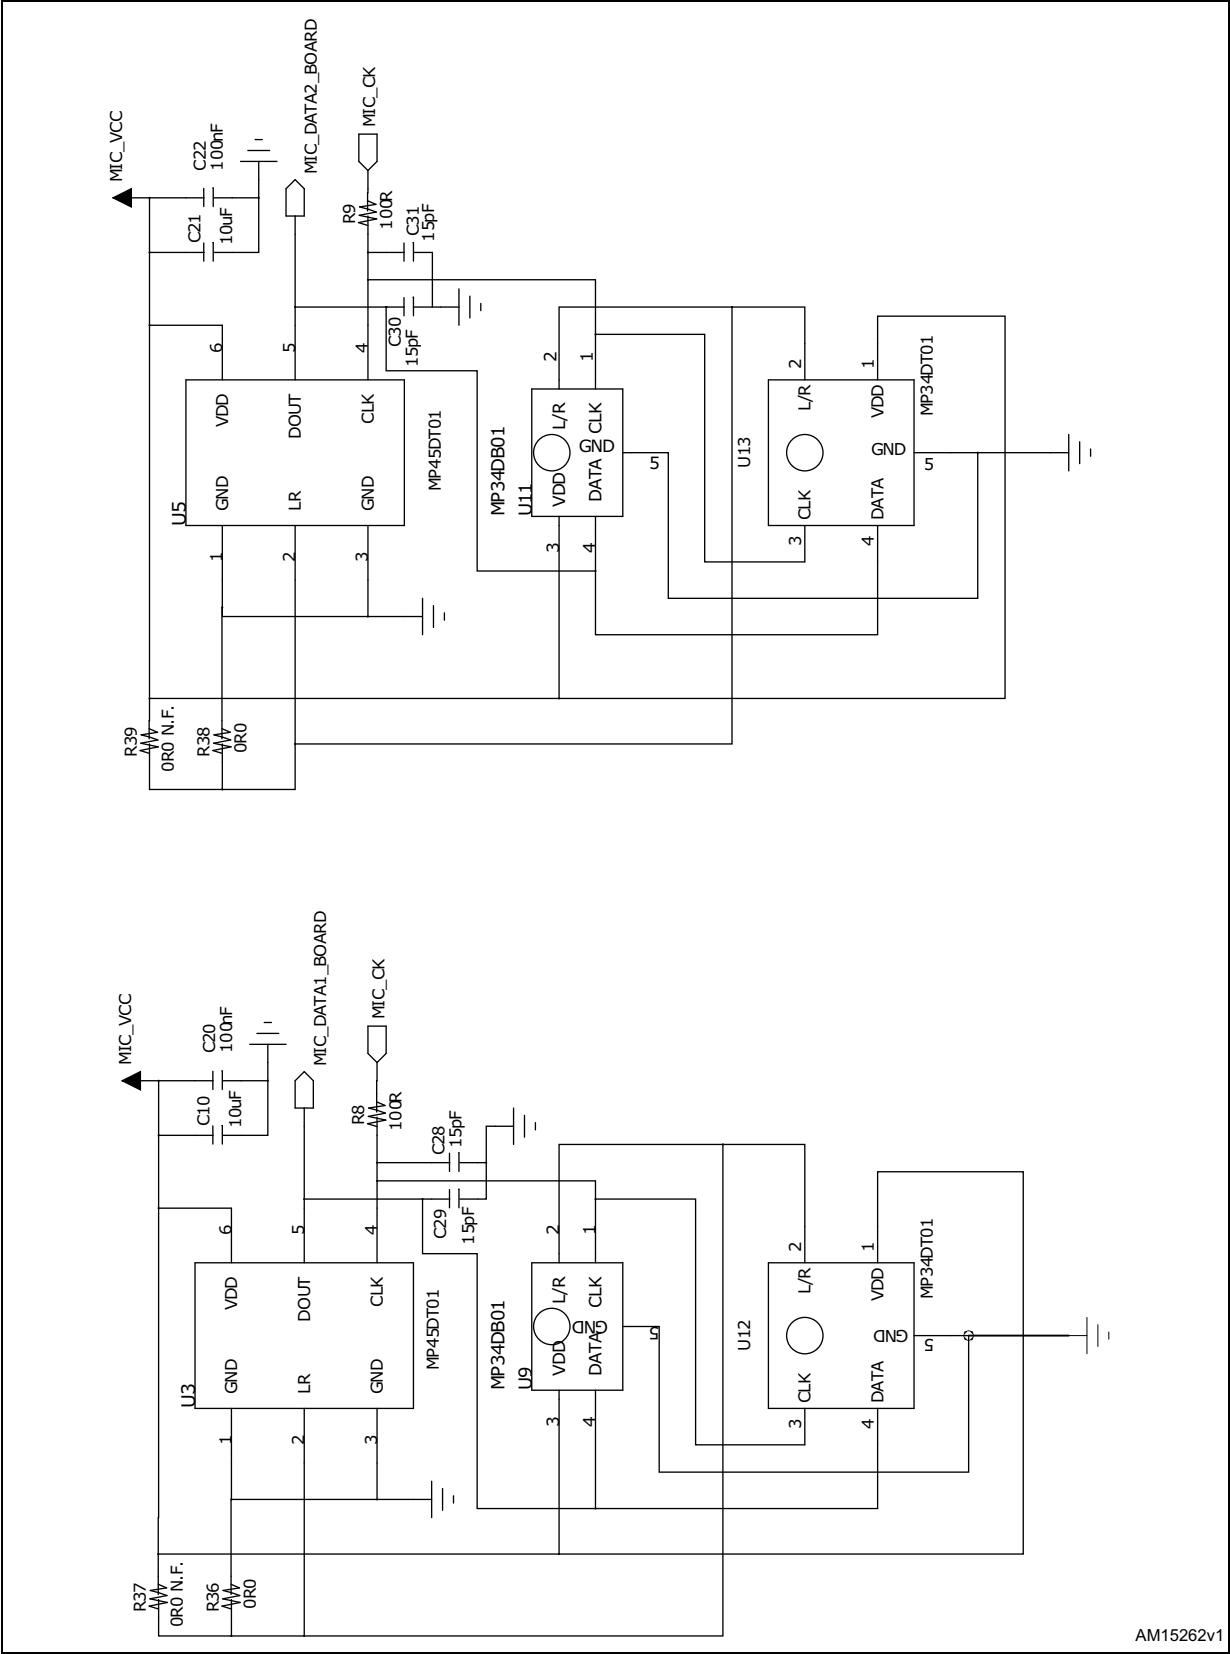 MIC_VCC
C22
100nF
C21
10uF
MIC_DATA2_BOARD
MIC_CK
R9
100R
C31
15pF
C30
15pF
6
5
4
VDD
DOUT
CLK
GND
LR
GND
U5
MP45DT01
1
2
3
R39
0R0 N.F.
R38
0R0
MP34DB01
U11
2
1
L/R
CLK
GND
VDD
DATA
5
3
4
U13
2
1
L/R
VDD
MP34DT01
GND
5
CLK
DATA
3
4
MIC_VCC
C20
100nF
C10
10uF
MIC_DATA1_BOARD
MIC_CK
R8
100R
C28
15pF
C29
15pF
6
5
4
VDD
DOUT
CLK
GND
LR
GND
U3
MP45DT01
1
2
3
R37
0R0 N.F.
R36
0R0
MP34DB01
U9
2
1
L/R
CLK
GND
VDD
DATA
5
3
4
U12
2
1
L/R
VDD
MP34DT01
GND
5
CLK
DATA
3
4
AM15262v1